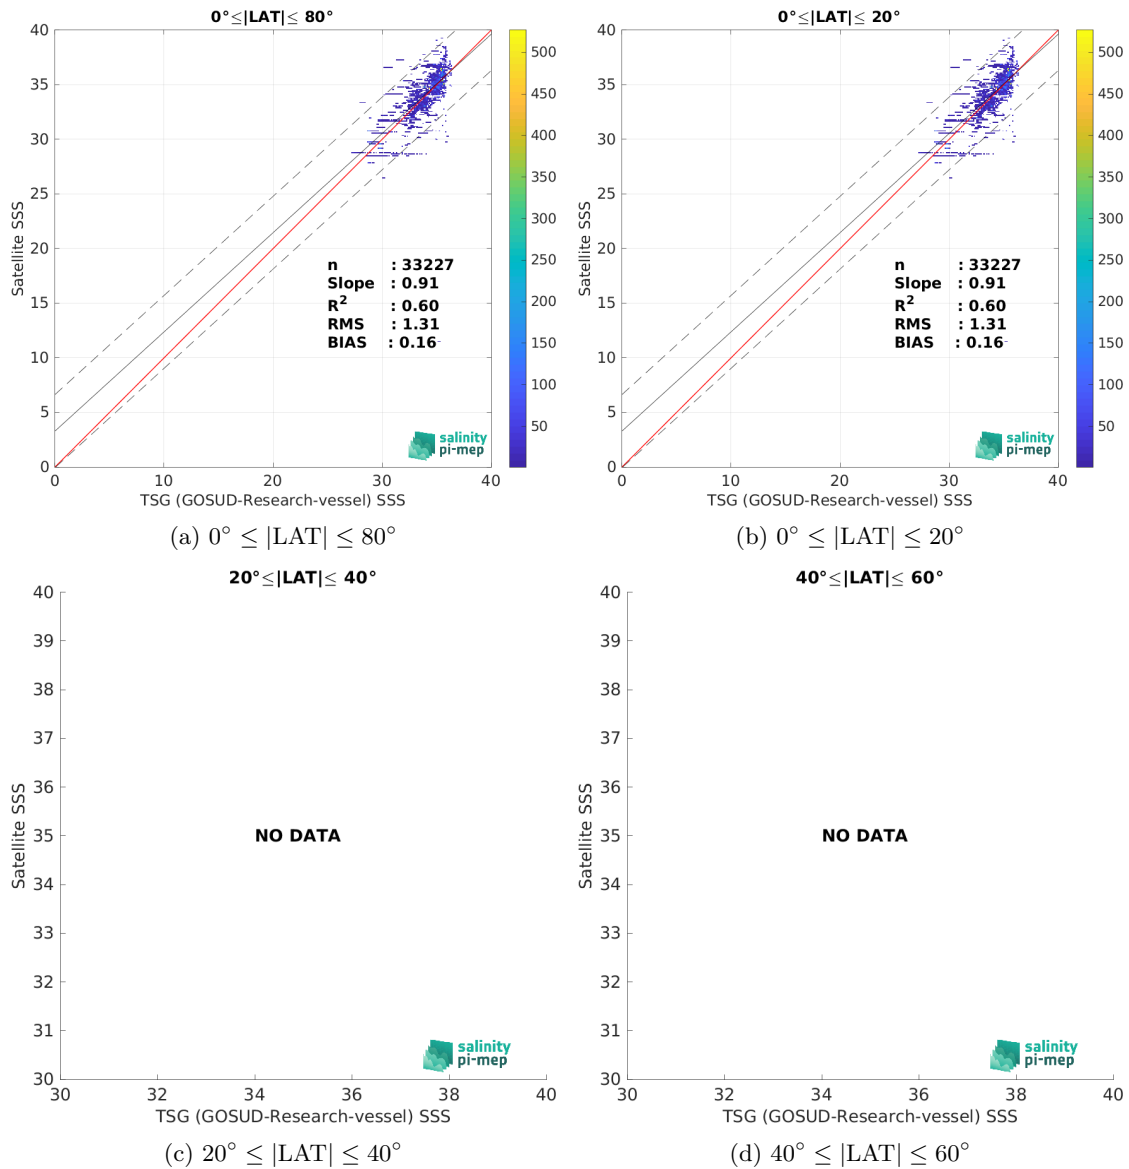 0°≤|LAT|≤ 80°
40
35
30
25
20
15
10
5
0
Satellite SSS
0
10
20
30
40
TSG (GOSUD-Research-vessel) SSS
500
450
400
350
300
250
200
150
100
50
n : 33227
Slope : 0.91
R² : 0.60
RMS : 1.31
BIAS : 0.16
salinity
pi-mep
(a) 0° ≤ |LAT| ≤ 80°
0°≤|LAT|≤ 20°
40
35
30
25
20
15
10
5
0
Satellite SSS
0
10
20
30
40
TSG (GOSUD-Research-vessel) SSS
500
450
400
350
300
250
200
150
100
50
n : 33227
Slope : 0.91
R² : 0.60
RMS : 1.31
BIAS : 0.16
salinity
pi-mep
(b) 0° ≤ |LAT| ≤ 20°
20°≤|LAT|≤ 40°
40
39
38
37
36
35
34
33
32
31
30
Satellite SSS
NO DATA
salinity
pi-mep
30
32
34
36
38
40
TSG (GOSUD-Research-vessel) SSS
(c) 20° ≤ |LAT| ≤ 40°
40°≤|LAT|≤ 60°
40
39
38
37
36
35
34
33
32
31
30
Satellite SSS
NO DATA
salinity
pi-mep
30
32
34
36
38
40
TSG (GOSUD-Research-vessel) SSS
(d) 40° ≤ |LAT| ≤ 60°